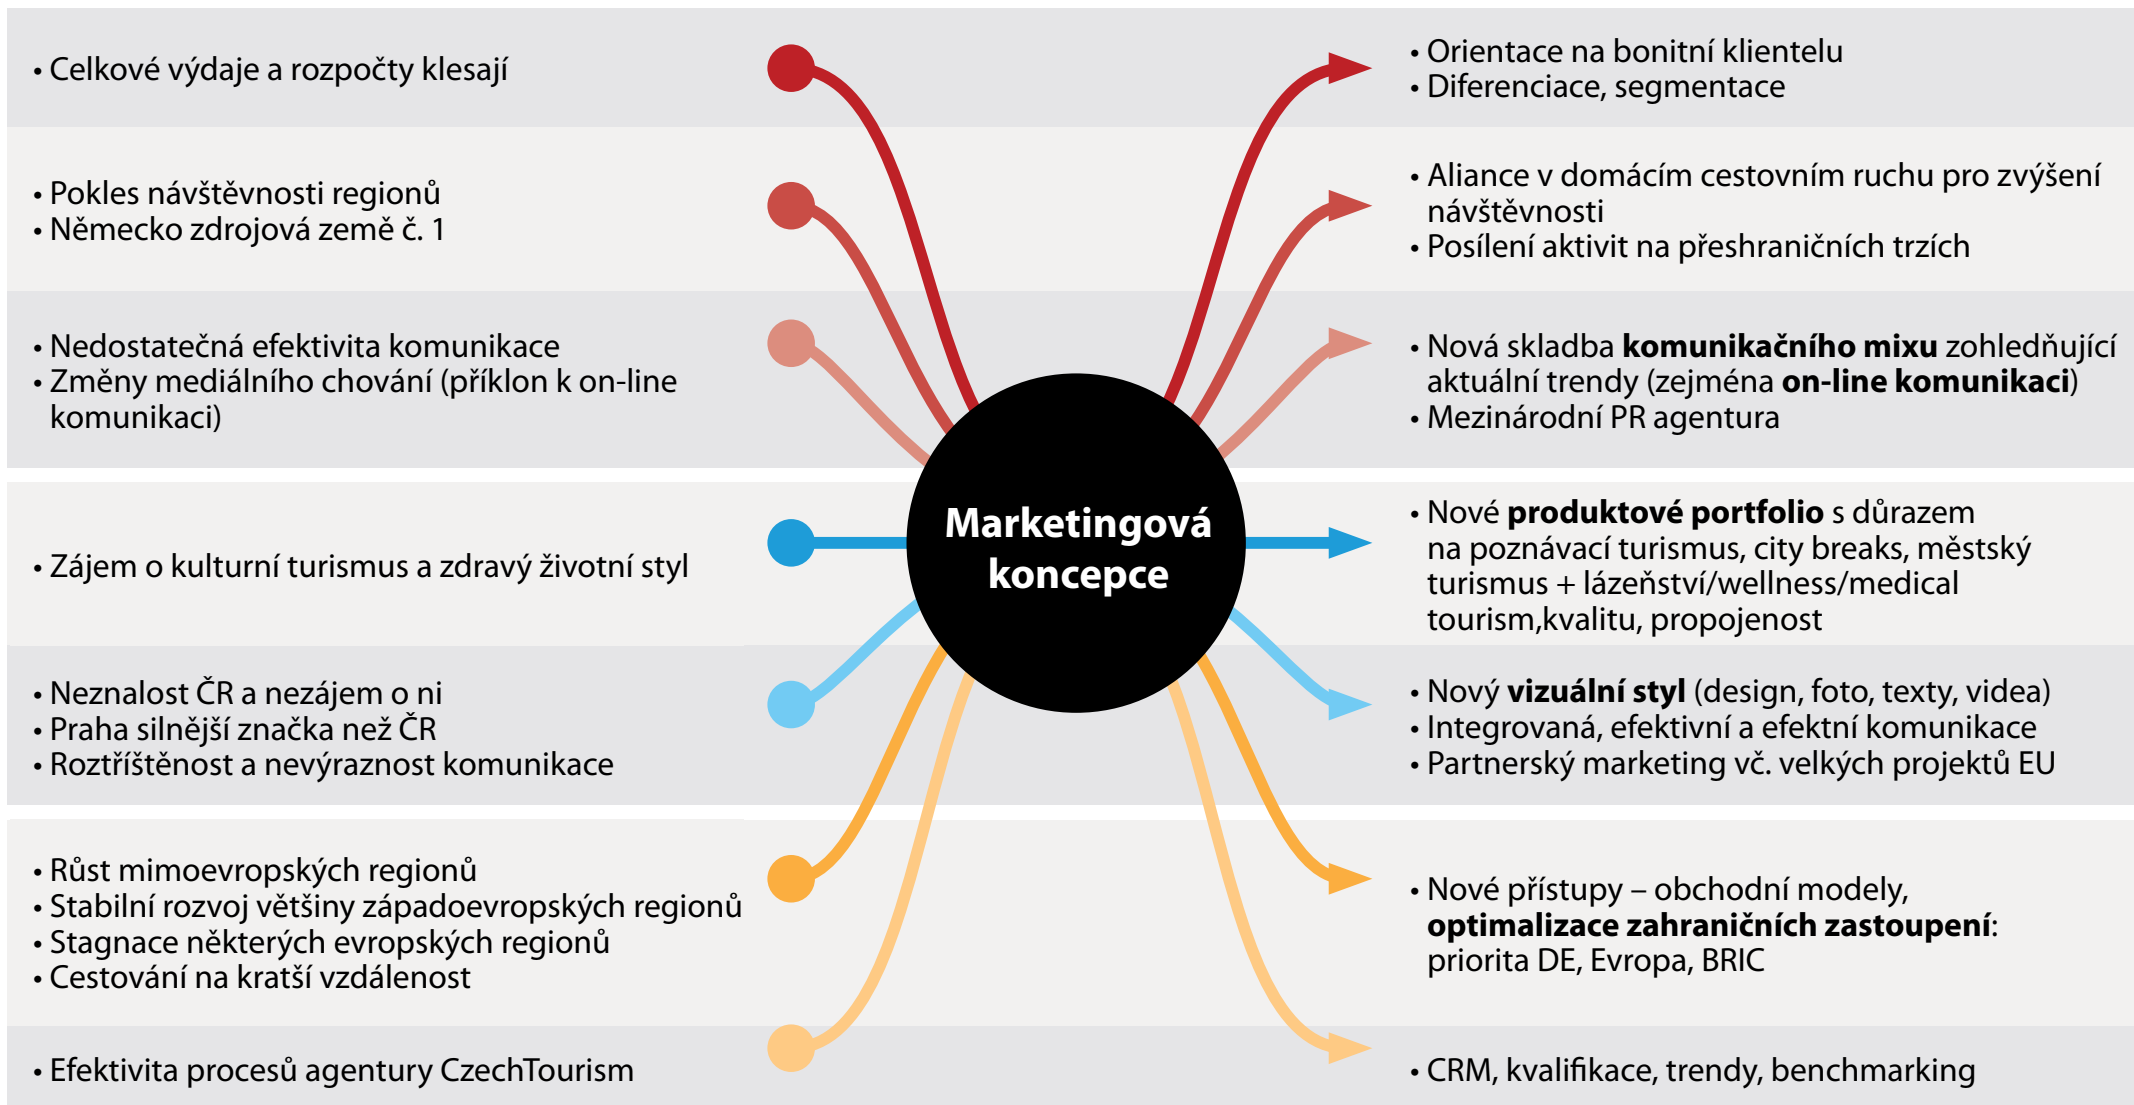 • Celkové výdaje a rozpočty klesají
• Orientace na bonitní klientelu
• Diferenciace, segmentace
• Pokles návštěvnosti regionů
• Německo zdrojová země č. 1
• Aliance v domácím cestovním ruchu pro zvýšení
návštěvnosti
• Posílení aktivit na přeshraničních trzích
• Nedostatečná efektivita komunikace
• Změny mediálního chování (příklon k on-line
komunikaci)
• Nová skladba komunikačního mixu zohledňující
aktuální trendy (zejména on-line komunikaci)
• Mezinárodní PR agentura
Marketingová
koncepce
• Zájem o kulturní turismus a zdravý životní styl
• Nové produktové portfolio s důrazem
na poznávací turismus, city breaks, městský
turismus + lázeňství/wellness/medical
tourism,kvalitu, propojenost
• Neznalost ČR a nezájem o ni
• Praha silnější značka než ČR
• Roztříštěnost a nevýraznost komunikace
• Nový vizuální styl (design, foto, texty, videa)
• Integrovaná, efektivní a efektní komunikace
• Partnerský marketing vč. velkých projektů EU
• Růst mimoevropských regionů
• Stabilní rozvoj většiny západoevropských regionů
• Stagnace některých evropských regionů
• Cestování na kratší vzdálenost
• Nové přístupy – obchodní modely,
optimalizace zahraničních zastoupení:
priorita DE, Evropa, BRIC
• Efektivita procesů agentury CzechTourism
• CRM, kvalifikace, trendy, benchmarking